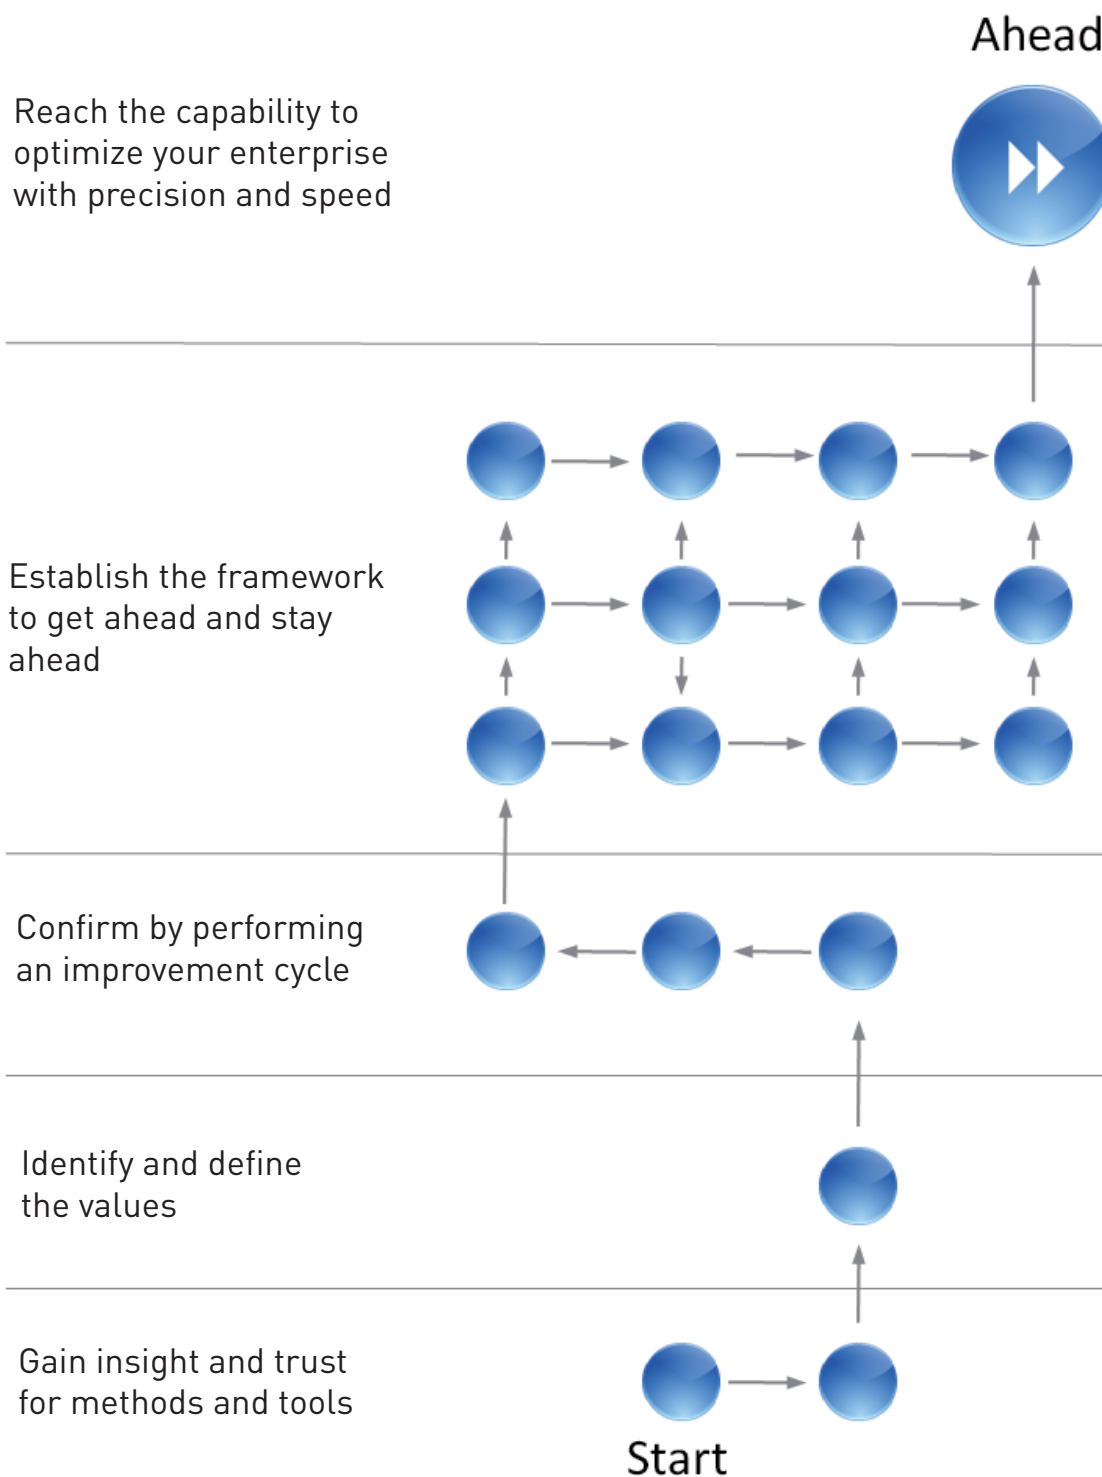 Ahead
Reach the capability to
optimize your enterprise
with precision and speed
Establish the framework
to get ahead and stay
ahead
Confirm by performing
an improvement cycle
Identify and define
the values
Gain insight and trust
for methods and tools
Start